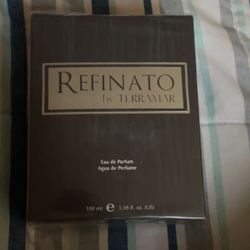 REFINATO
by TERRAMAR
Eau de Parfum
Agua de Perfume
100 ml. e 3,38 fl. oz. (US)